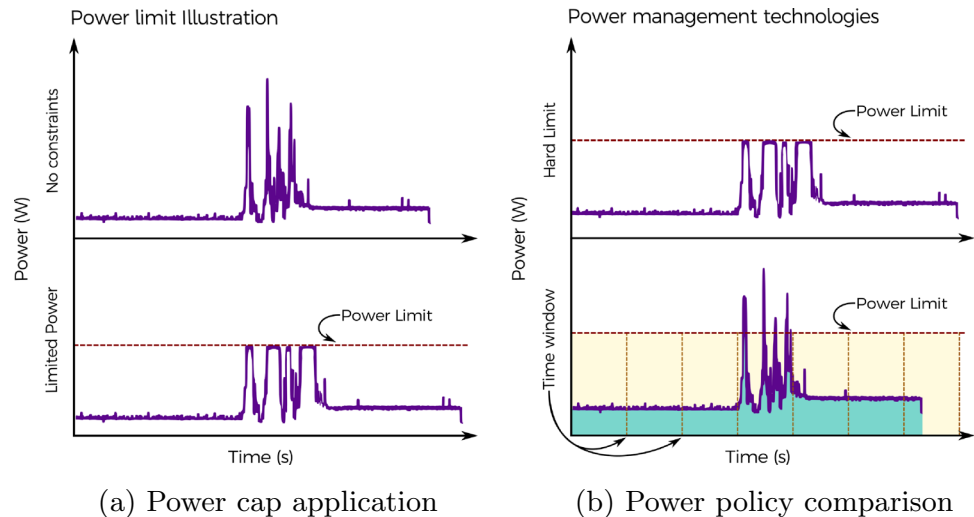 Power limit Illustration
No constraints
Power (W)
Limited Power
Power Limit
Time (s)
(a) Power cap application
Power management technologies
Hard Limit
Power Limit
Power (W)
Time window
Power Limit
Time (s)
(b) Power policy comparison